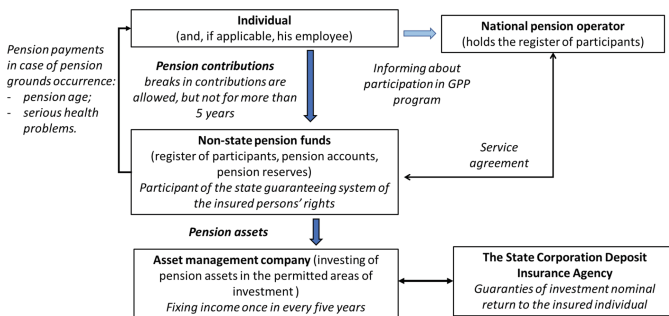 Individual
(and, if applicable, his employee)
National pension operator
(holds the register of participants)
Pension payments
in case of pension
grounds occurrence:
- pension age;
- serious health
problems.
Pension contributions
breaks in contributions are
allowed, but not for more than
5 years
Informing about
participation in GPP
program
Non-state pension funds
(register of participants, pension accounts,
pension reserves)
Participant of the state guaranteeing system of
the insured persons' rights
Service
agreement
Pension assets
Asset management company (investing of
pension assets in the permitted areas of
investment )
Fixing income once in every five years
The State Corporation Deposit
Insurance Agency
Guaranties of investment nominal
return to the insured individual